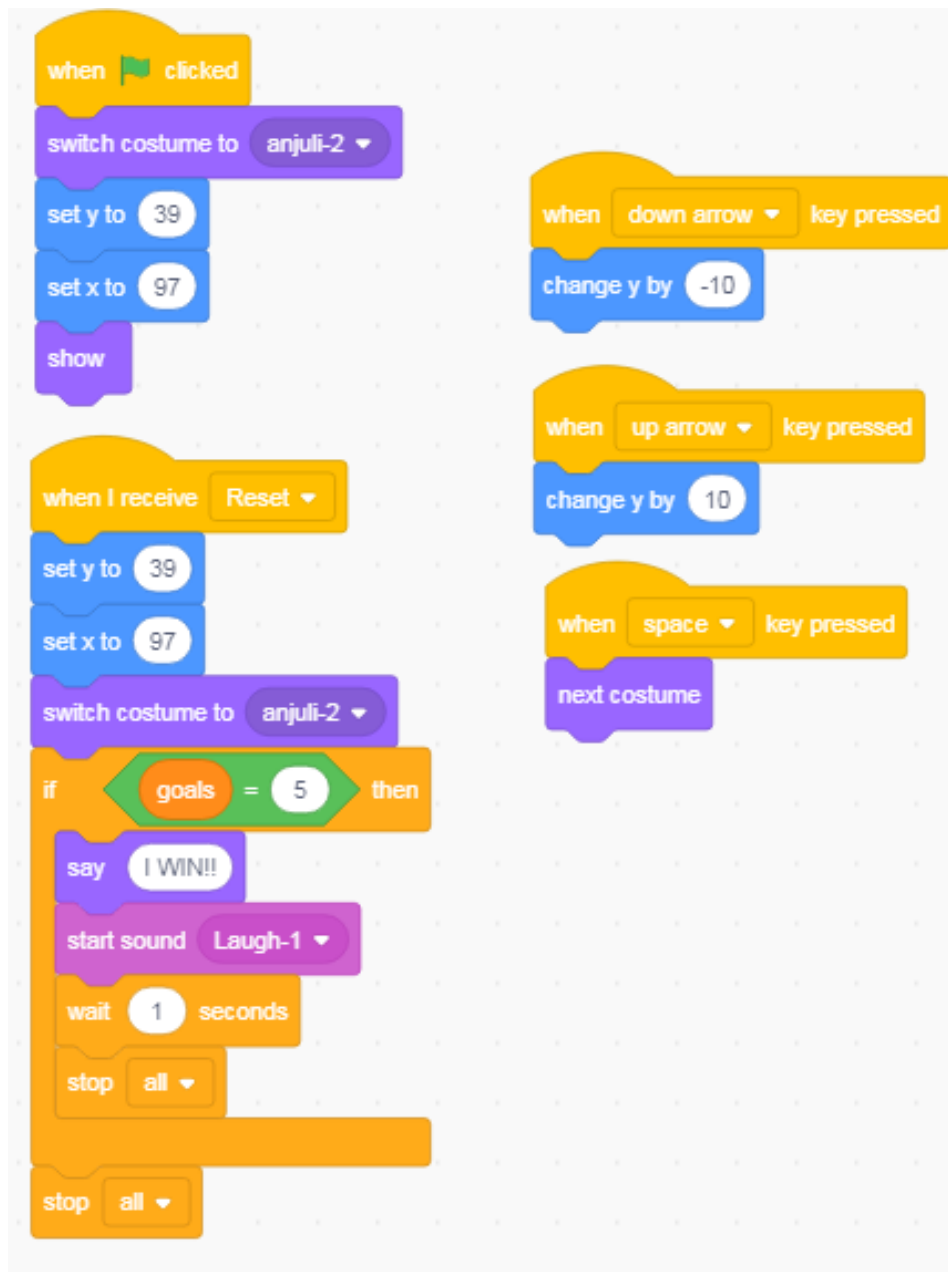 when clicked
switch costume to anjuli-2
set y to 39
set x to 97
show
when I receive Reset
set y to 39
set x to 97
switch costume to anjuli-2
if goals = 5 then
say I WIN!!
start sound Laugh-1
wait 1 seconds
stop all
stop all
when down arrow key pressed
change y by -10
when up arrow key pressed
change y by 10
when space key pressed
next costume